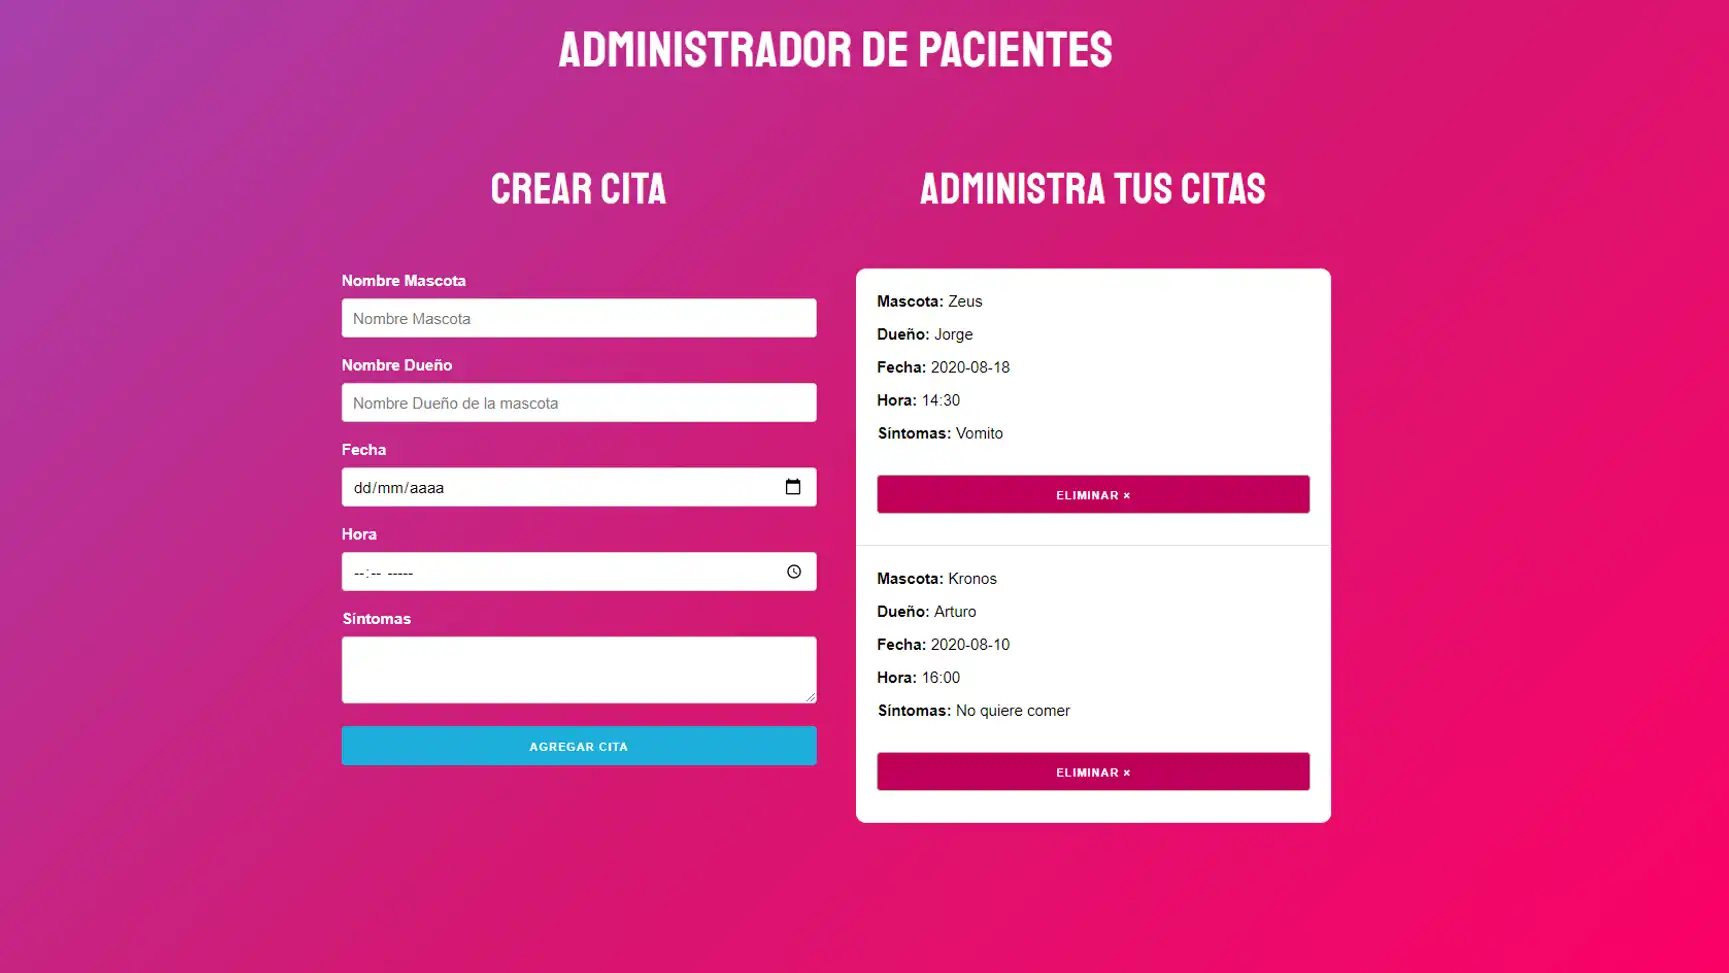 ADMINISTRADOR DE PACIENTES
CREAR CITA
Nombre Mascota
Nombre Mascota
Nombre Dueño
Nombre Dueño de la mascota
Fecha
dd/mm/aaaa
Hora
--:-- -----
Síntomas
AGREGAR CITA
ADMINISTRA TUS CITAS
Mascota: Zeus
Dueño: Jorge
Fecha: 2020-08-18
Hora: 14:30
Síntomas: Vomito
ELIMINAR ×
Mascota: Kronos
Dueño: Arturo
Fecha: 2020-08-10
Hora: 16:00
Síntomas: No quiere comer
ELIMINAR ×